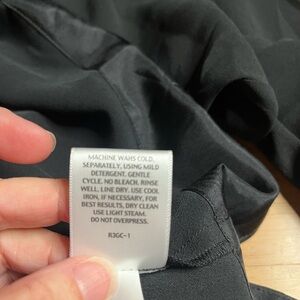 MACHINE WAHS COLD,
SEPARATELY, USING MILD
DETERGENT. GENTLE
CYCLE. NO BLEACH. RINSE
WELL. LINE DRY. USE COOL
IRON, IF NECESSARY, FOR
BEST RESULTS, DRY CLEAN
USE LIGHT STEAM.
DO NOT OVERPRESS.
R3GC-1